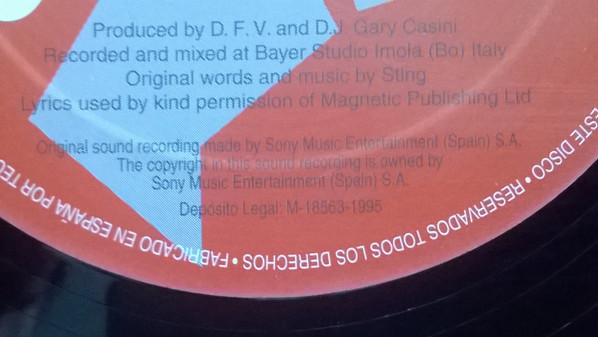 Produced by D. F. V. and D.J. Gary Casini
Recorded and mixed at Bayer Studio Imola (Bo) Italy
Original words and music by Sting
Lyrics used by kind permission of Magnetic Publishing Ltd
Original sound recording made by Sony Music Entertainment (Spain) S.A.
The copyright in this sound recording is owned by
Sony Music Entertainment (Spain) S.A.
Depósito Legal: M-18563-1995
ESTE DISCO • RESERVADOS TODOS LOS DERECHOS • FABRICADO EN ESPAÑA POR